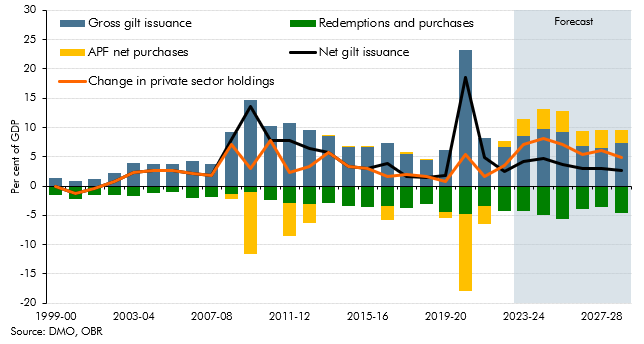 Gross gilt issuance
Redemptions and purchases
Forecast
APF net purchases
Net gilt issuance
Change in private sector holdings
Per cent of GDP
30
25
20
15
10
5
0
-5
-10
-15
-20
1999-00
2003-04
2007-08
2011-12
2015-16
2019-20
2023-24
2027-28
Source: DMO, OBR